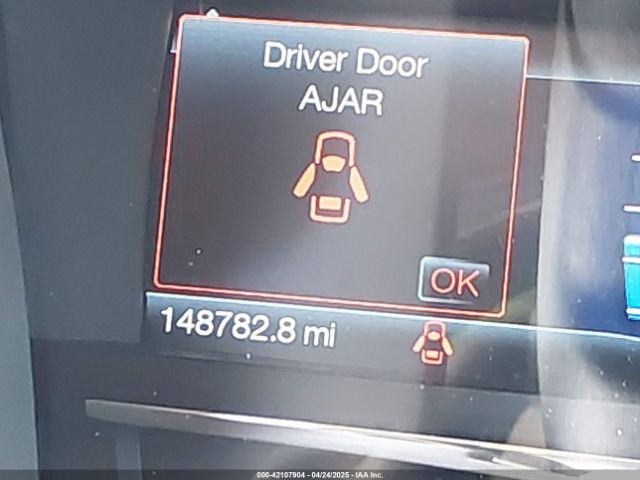 Driver Door
AJAR
OK
148782.8 mi
000-42107904 - 04/24/2025 - IAA Inc.